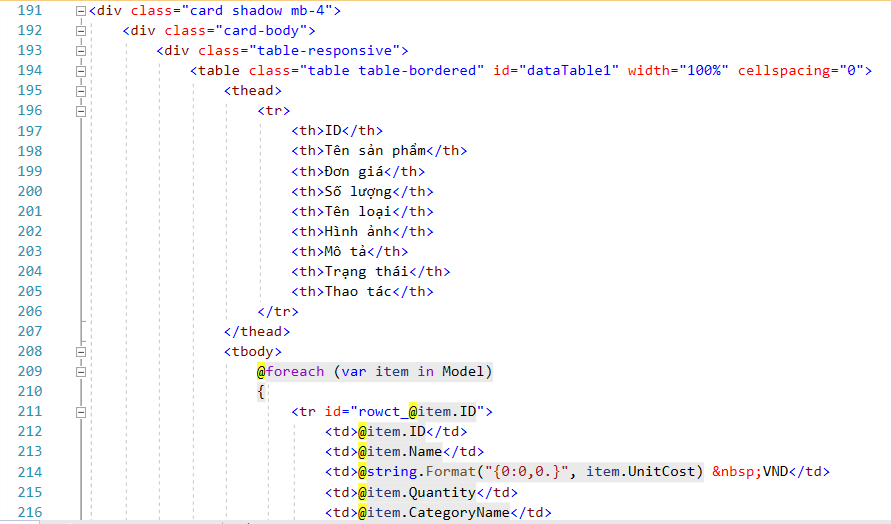 191 <div class="card shadow mb-4">
192 <div class="card-body">
193 <div class="table-responsive">
194 <table class="table table-bordered" id="dataTable1" width="100%" cellspacing="0">
195 <thead>
196 <tr>
197 <th>ID</th>
198 <th>Tên sản phẩm</th>
199 <th>Đơn giá</th>
200 <th>Số lượng</th>
201 <th>Tên loại</th>
202 <th>Hình ảnh</th>
203 <th>Mô tả</th>
204 <th>Trạng thái</th>
205 <th>Thao tác</th>
206 </tr>
207 </thead>
208 <tbody>
209 @foreach (var item in Model)
210 {
211 <tr id="rowct_@item.ID">
212 <td>@item.ID</td>
213 <td>@item.Name</td>
214 <td>@string.Format("{0:0,0.}", item.UnitCost) &nbsp;VND</td>
215 <td>@item.Quantity</td>
216 <td>@item.CategoryName</td>